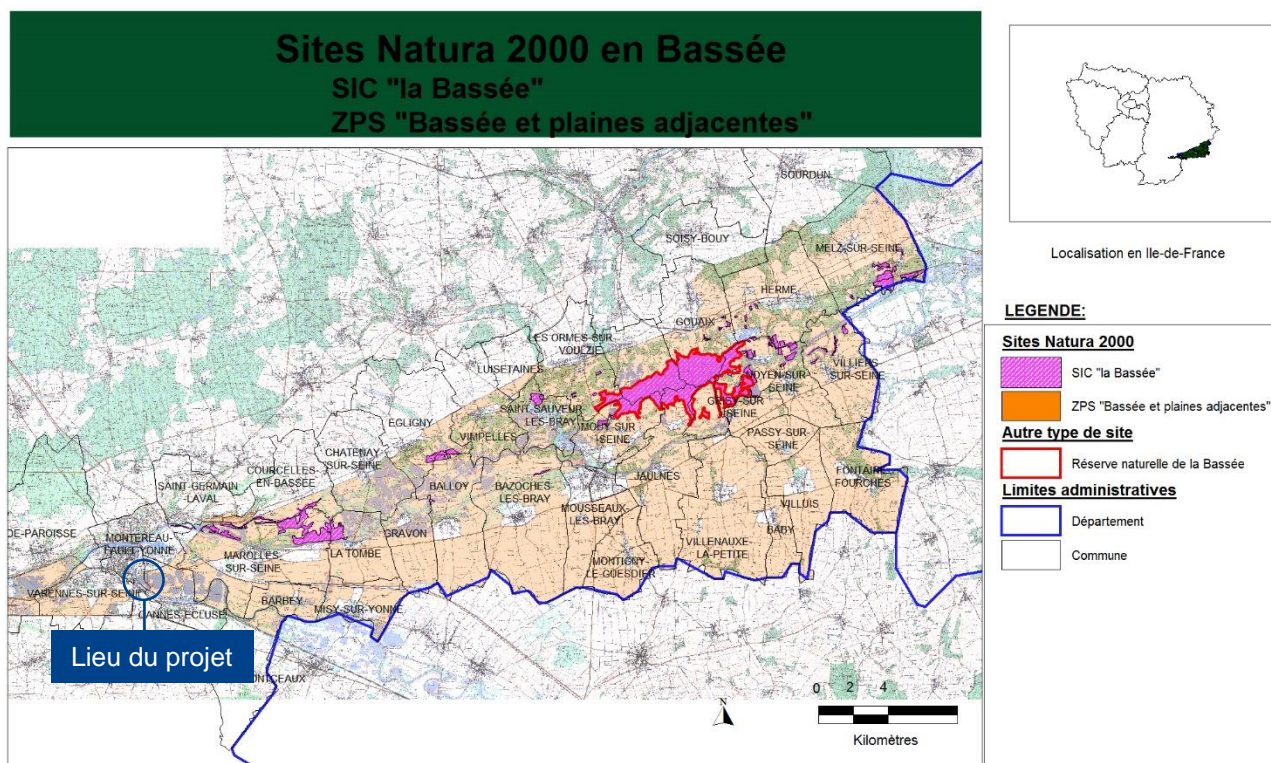 Sites Natura 2000 en Bassée
SIC "la Bassée"
ZPS "Bassée et plaines adjacentes"
Localisation en Ile-de-France
LEGENDE:
Sites Natura 2000
SIC "la Bassée"
ZPS "Bassée et plaines adjacentes"
Autre type de site
Réserve naturelle de la Bassée
Limites administratives
Département
Commune
SOURDUN
SOISY-BOUY
MELZ-SUR-SEINE
HERME
GOUAIX
LES ORMES-SUR-
VOULZIE
LUISETAINES
NOYEN-SUR-
SEINE
VILLIERS
SUR-SEINE
SAINT-SAUVEUR-
LES-BRAY
GRISY-SUR
SEINE
MOUY-SUR
-SEINE
PASSY-SUR-
SEINE
EGLIGNY
VIMPELLES
CHATENAY
-SUR-SEINE
COURCELLES-
EN-BASSEE
SAINT-GERMAIN
LAVAL
BALLOY
BAZOCHES
-LES-BRAY
JAULNES
FONTAINE-
FOURCHES
MOUSSEAUX-
LES-BRAY
VILLUIS
BABY
GRAVON
DE-PAROISSE
MONTEREAU-
FAULT-YONNE
MAROLLES-
SUR-SEINE
LA TOMBE
VILLENAUXE-
LA-PETITE
MONTIGNY-
LE-GUESDIER
VARENNES-SUR-SEINE
CANNES-ECLUSE
BARBEY
MISY-SUR-YONNE
Lieu du projet
NTCEAUX
0 2 4
N
Kilomètres